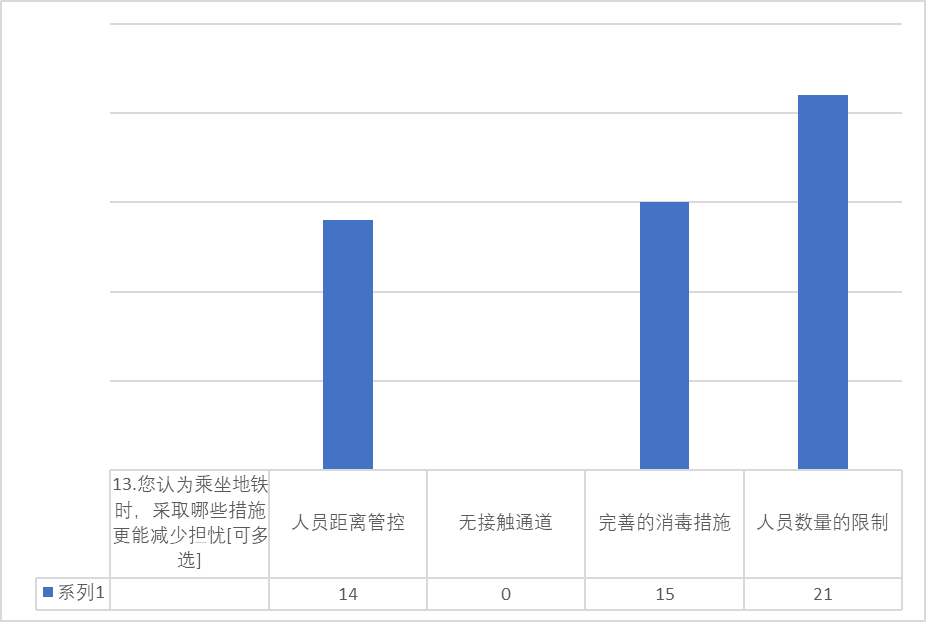 13.您认为乘坐地铁
时，采取哪些措施
更能减少担忧[可多
选]
人员距离管控
无接触通道
完善的消毒措施
人员数量的限制
系列1
14
0
15
21